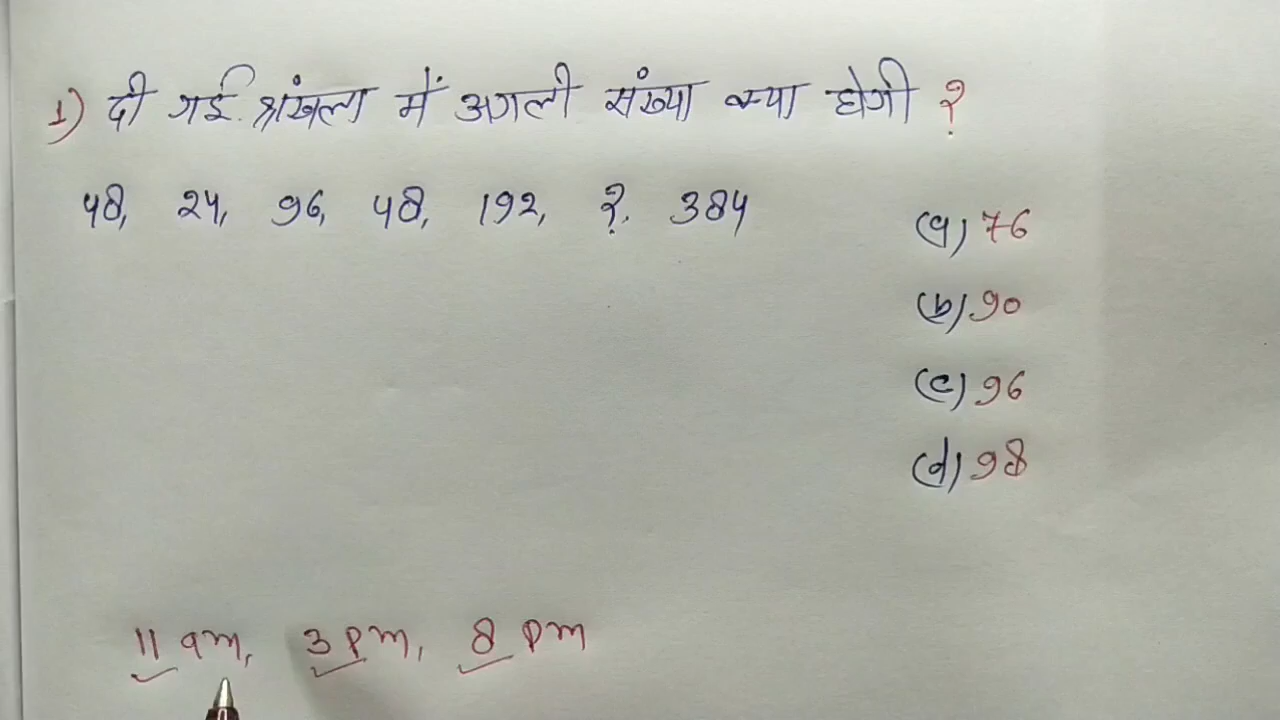 1) दी गई श्रंखला में अगली संख्या क्या होगी ?
48, 24, 96, 48, 192, ?, 384
(a) 76
(b) 90
(c) 96
(d) 98
11 am, 3 pm, 8 pm